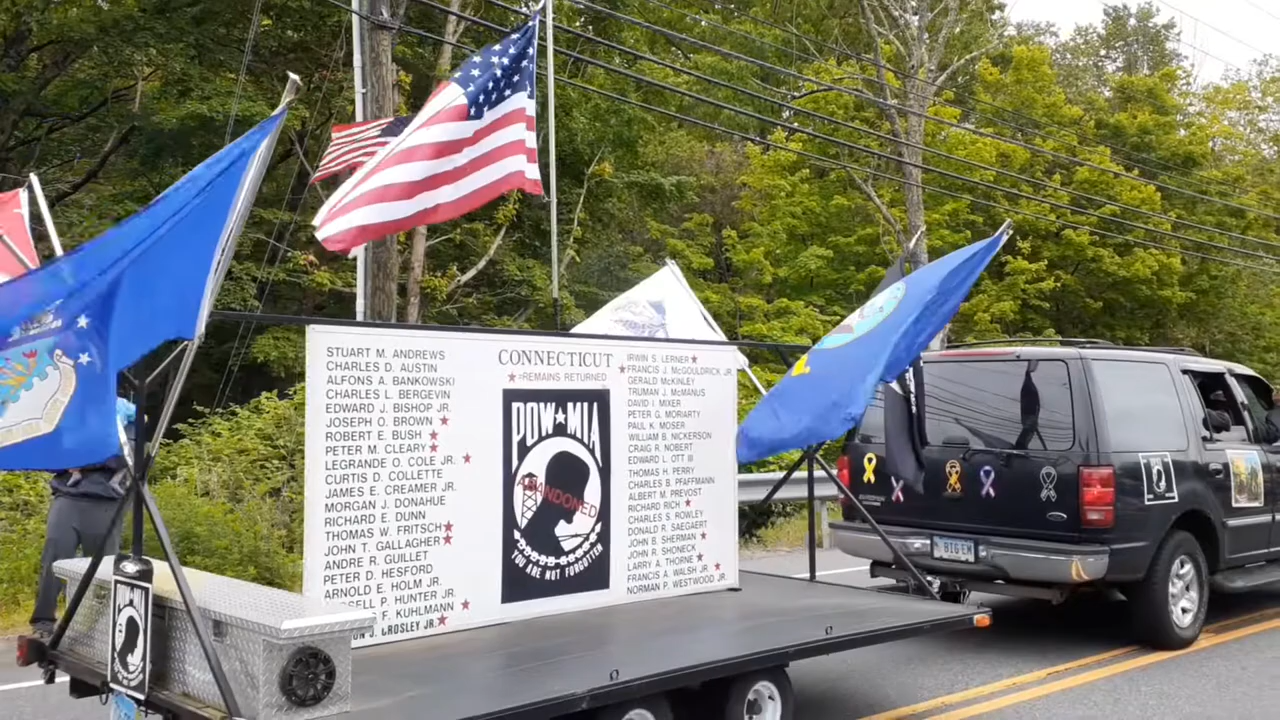 STUART M. ANDREWS
CHARLES D. AUSTIN
ALFONS A. BANKOWSKI
CHARLES L. BERGEVIN
EDWARD J. BISHOP JR.
JOSEPH O. BROWN ★
ROBERT E. BUSH ★
PETER M. CLEARY ★
LEGRANDE O. COLE JR. ★
CURTIS D. COLLETTE
JAMES E. CREAMER JR.
MORGAN J. DONAHUE
RICHARD E. DUNN
THOMAS W. FRITSCH ★
JOHN T. GALLAGHER ★
ANDRE R. GUILLET
PETER D. HESFORD
ARNOLD E. HOLM JR.
P. HUNTER JR.
F. KUHLMANN ★
J. CROSLEY JR. ★
CONNECTICUT
★=REMAINS RETURNED
POW★MIA
ABANDONED
YOU ARE NOT FORGOTTEN
IRWIN S. LERNER ★
★ FRANCIS J. McGOULDRICK JR.
GERALD McKINLEY
TRUMAN J. McMANUS
DAVID I. MIXER
PETER G. MORIARTY
PAUL K. MOSER
WILLIAM B. NICKERSON
CRAIG R. NOBERT
EDWARD L. OTT III
THOMAS H. PERRY
CHARLES B. PFAFFMANN
ALBERT M. PREVOST
RICHARD RICH ★
CHARLES S. ROWLEY
DONALD R. SAEGAERT
JOHN B. SHERMAN ★
JOHN R. SHONECK
LARRY A. THORNE ★
FRANCIS A. WALSH JR. ★
NORMAN P. WESTWOOD JR. ★
POW★MIA
BIG EM